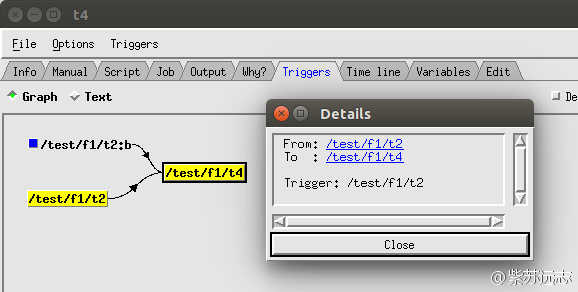 t4
File Options Triggers
Info Manual Script Job Output Why? Triggers Time line Variables Edit
Graph Text De
/test/f1/t2:b
/test/f1/t4
/test/f1/t2
Details
From: /test/f1/t2
To : /test/f1/t4
Trigger: /test/f1/t2
Close
@紫苏远志